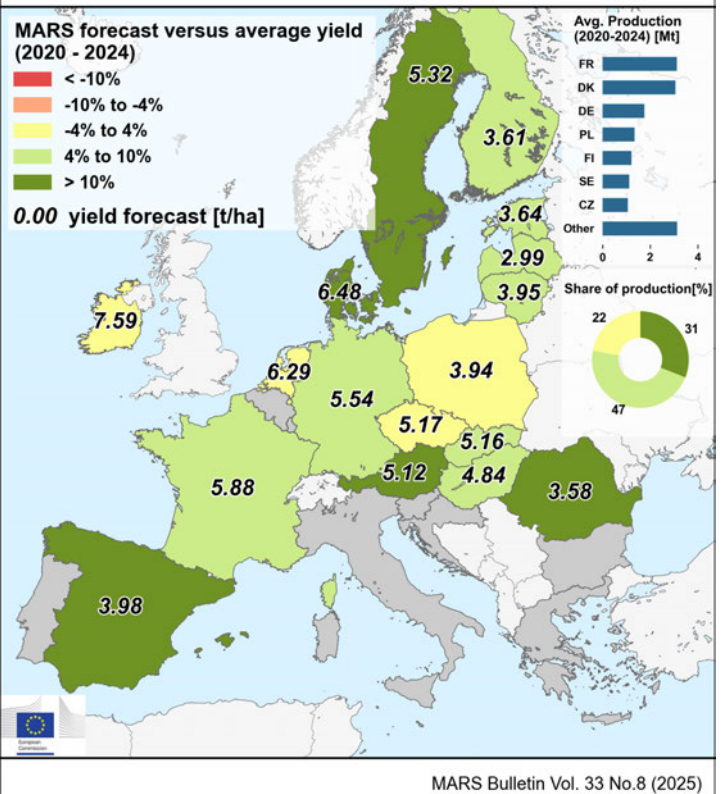 MARS forecast versus average yield
(2020 - 2024)
< -10%
-10% to -4%
-4% to 4%
4% to 10%
> 10%
0.00 yield forecast [t/ha]
Avg. Production
(2020-2024) [Mt]
FR
DK
DE
PL
FI
SE
CZ
Other
0 2 4
Share of production[%]
22
31
47
5.32
3.61
3.64
2.99
3.95
6.48
7.59
6.29
5.54
3.94
5.17
5.16
5.12
4.84
5.88
3.58
3.98
European
Commission
MARS Bulletin Vol. 33 No.8 (2025)